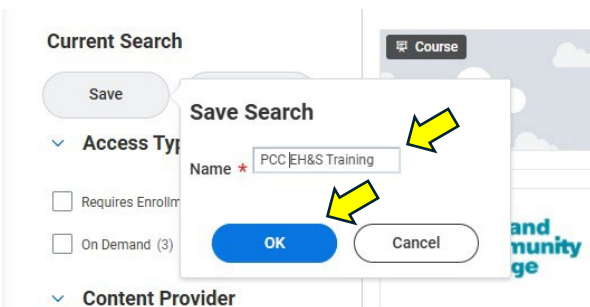 Current Search
Course
Save
Save Search
Access Typ
Name * PCC EH&S Training
Requires Enrollm
On Demand (3)
OK
Cancel
and
munity
ge
Content Provider